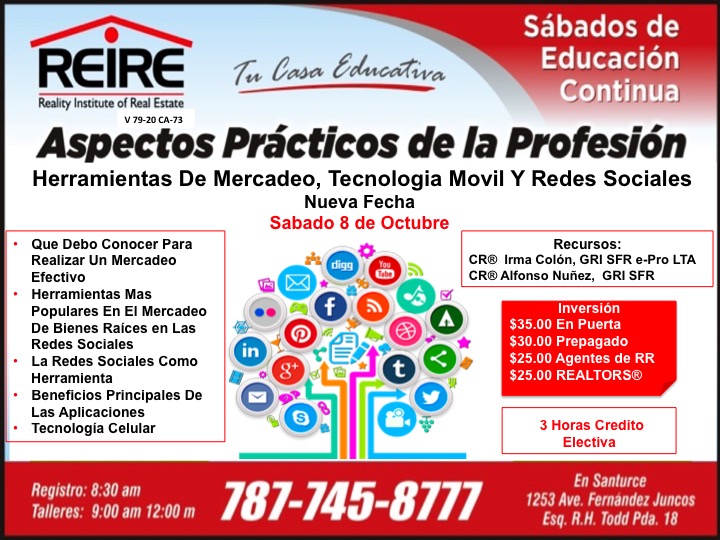 REIRE
Reality Institute of Real Estate
V 79-20 CA-73
Tu Casa Educativa
Sábados de
Educación
Continua
Aspectos Prácticos de la Profesión
Herramientas De Mercadeo, Tecnologia Movil Y Redes Sociales
Nueva Fecha
Sabado 8 de Octubre
• Que Debo Conocer Para
Realizar Un Mercadeo
Efectivo
• Herramientas Mas
Populares En El Mercadeo
De Bienes Raíces en Las
Redes Sociales
• La Redes Sociales Como
Herramienta
• Beneficios Principales De
Las Aplicaciones
• Tecnología Celular
digg
You
Tube
f
in
g+
t
S
Recursos:
CR® Irma Colón, GRI SFR e-Pro LTA
CR® Alfonso Nuñez, GRI SFR
Inversión
$35.00 En Puerta
$30.00 Prepagado
$25.00 Agentes de RR
$25.00 REALTORS®
3 Horas Credito
Electiva
Registro: 8:30 am
Talleres: 9:00 am 12:00 m
787-745-8777
En Santurce
1253 Ave. Fernández Juncos
Esq. R.H. Todd Pda. 18